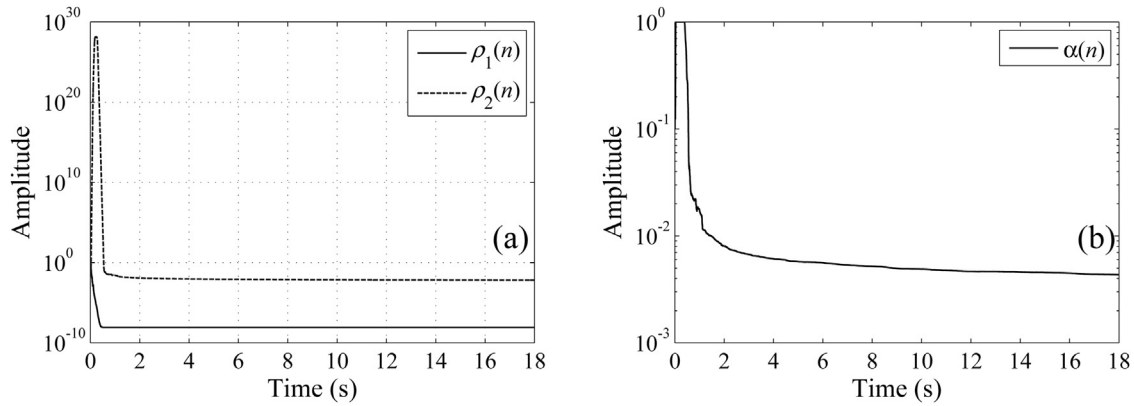 10^30
10^20
10^10
10^0
10^-10
Amplitude
ρ_1(n)
ρ_2(n)
(a)
0 2 4 6 8 10 12 14 16 18
Time (s)
10^0
10^-1
10^-2
10^-3
Amplitude
α(n)
(b)
0 2 4 6 8 10 12 14 16 18
Time (s)